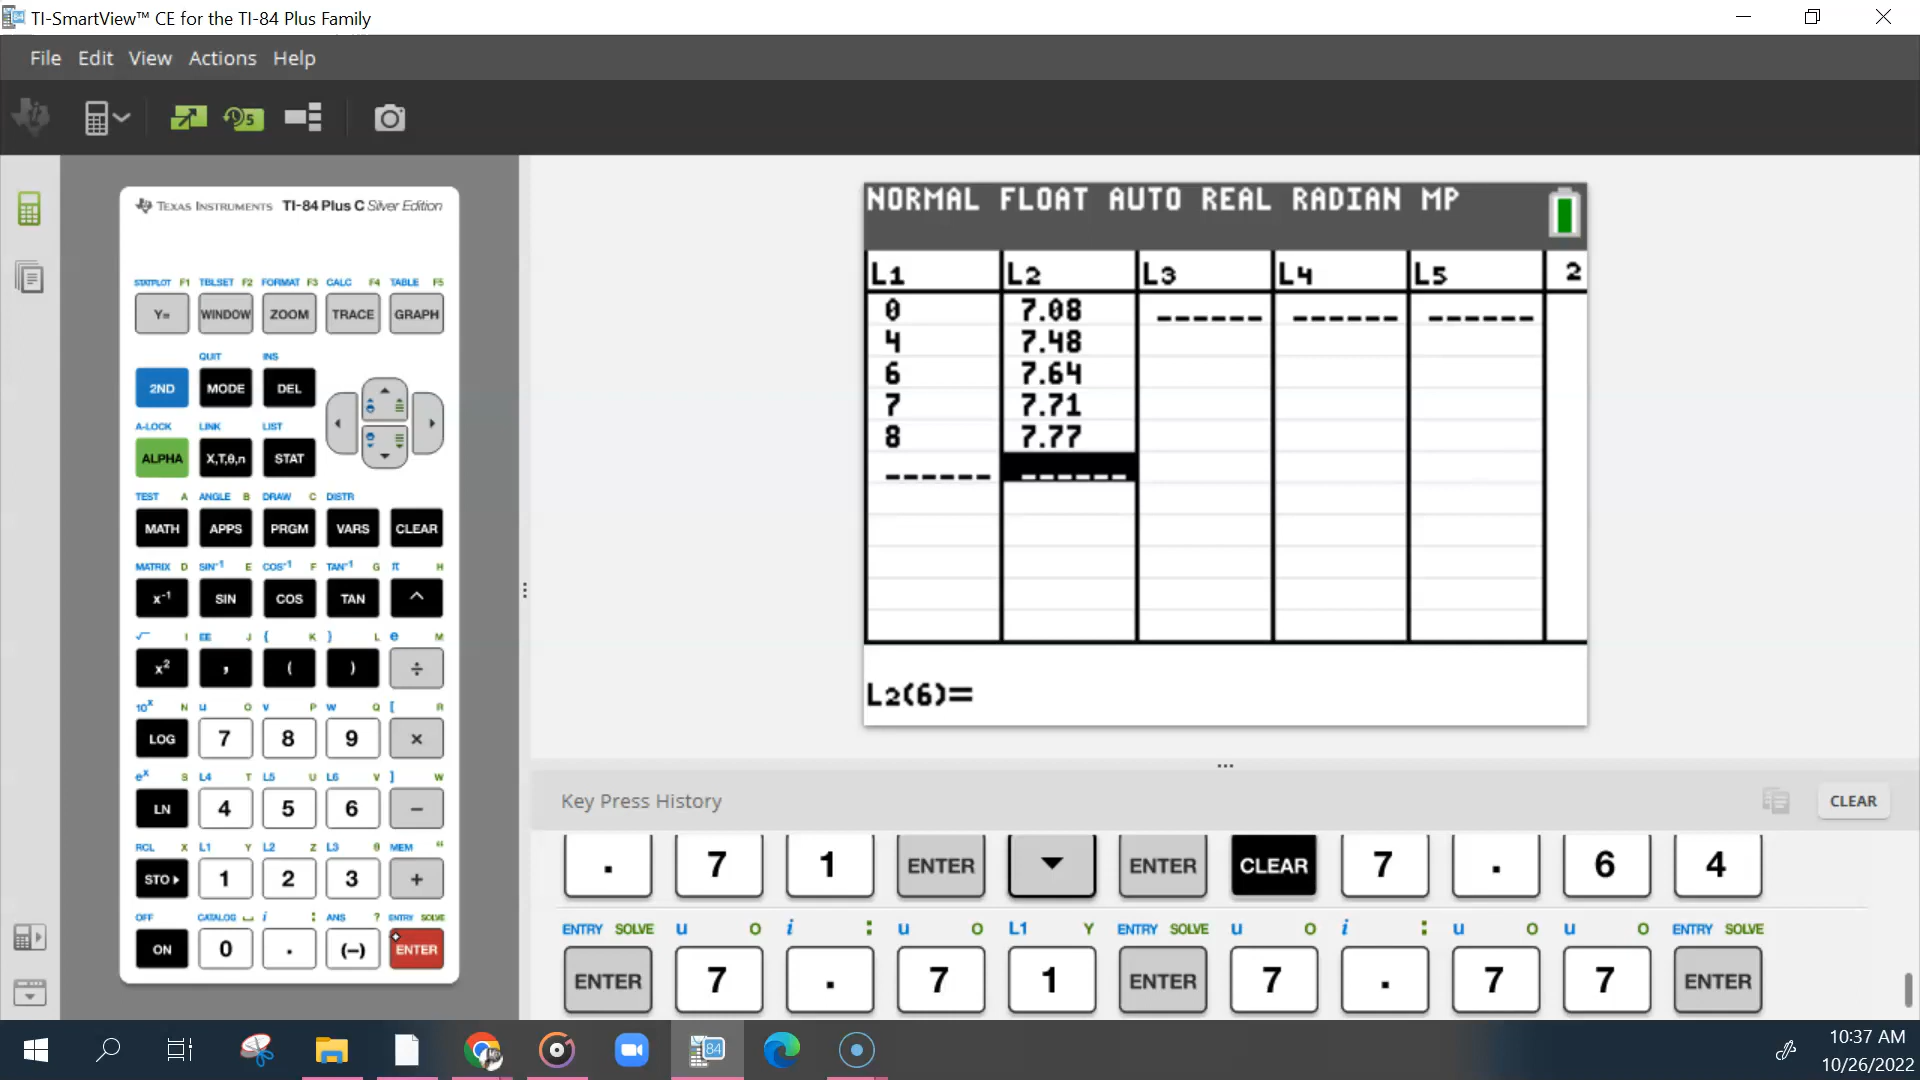 TI-SmartView™ CE for the TI-84 Plus Family
File Edit View Actions Help
TEXAS INSTRUMENTS TI-84 Plus C Silver Edition
STATPLOT F1 TBLSET F2 FORMAT F3 CALC F4 TABLE F5
Y= WINDOW ZOOM TRACE GRAPH
QUIT INS
2ND MODE DEL
A-LOCK LINK LIST
ALPHA X,T,θ,n STAT
TEST A ANGLE B DRAW C DISTR
MATH APPS PRGM VARS CLEAR
MATRIX D SIN⁻¹ E COS⁻¹ F TAN⁻¹ G π H
x⁻¹ SIN COS TAN ^
√ I EE J { K } L e M
x² , ( ) ÷
10ˣ N u O v P w Q [ R
LOG 7 8 9 ×
eˣ S L4 T L5 U L6 V ] W
LN 4 5 6 −
RCL X L1 Y L2 Z L3 θ MEM "
STO▸ 1 2 3 +
OFF CATALOG ⎵ i : ANS ? ENTRY SOLVE
ON 0 . (−) ENTER
NORMAL FLOAT AUTO REAL RADIAN MP
L1 L2 L3 L4 L5 2
0 7.08 ------ ------ ------
4 7.48
6 7.64
7 7.71
8 7.77
------ ------
L2(6)=
Key Press History CLEAR
. 7 1 ENTER ▼ ENTER CLEAR 7 . 6 4
ENTRY SOLVE u O i : u O L1 Y ENTRY SOLVE u O i : u O u O ENTRY SOLVE
ENTER 7 . 7 1 ENTER 7 . 7 7 ENTER
84
10:37 AM
10/26/2022